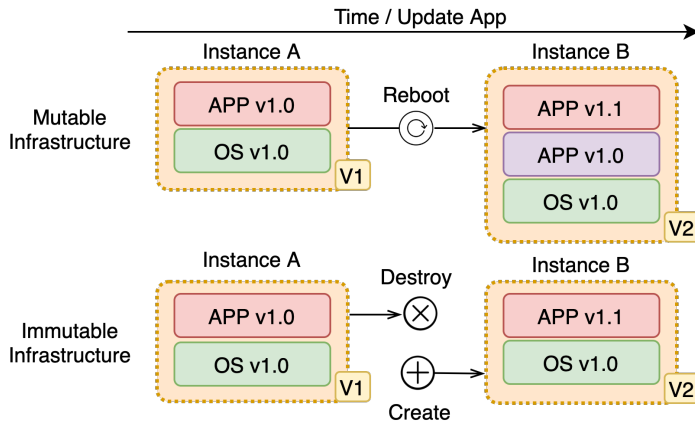 Time / Update App
Instance A
Instance B
Mutable
Infrastructure
APP v1.0
OS v1.0
V1
Reboot
APP v1.1
APP v1.0
OS v1.0
V2
Instance A
Instance B
Immutable
Infrastructure
APP v1.0
OS v1.0
V1
Destroy
Create
APP v1.1
OS v1.0
V2